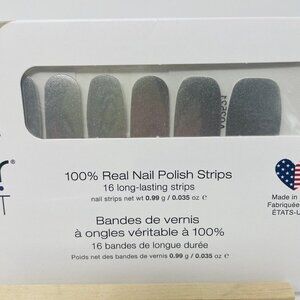 100% Real Nail Polish Strips
16 long-lasting strips
nail strips net wt 0.99 g / 0.035 oz
Bandes de vernis
à ongles véritable à 100%
16 bandes de longue durée
Poids net des bandes de vernis 0.99 g / 0.035 oz
r
T
Made in
Fabriquée
ÉTATS-U